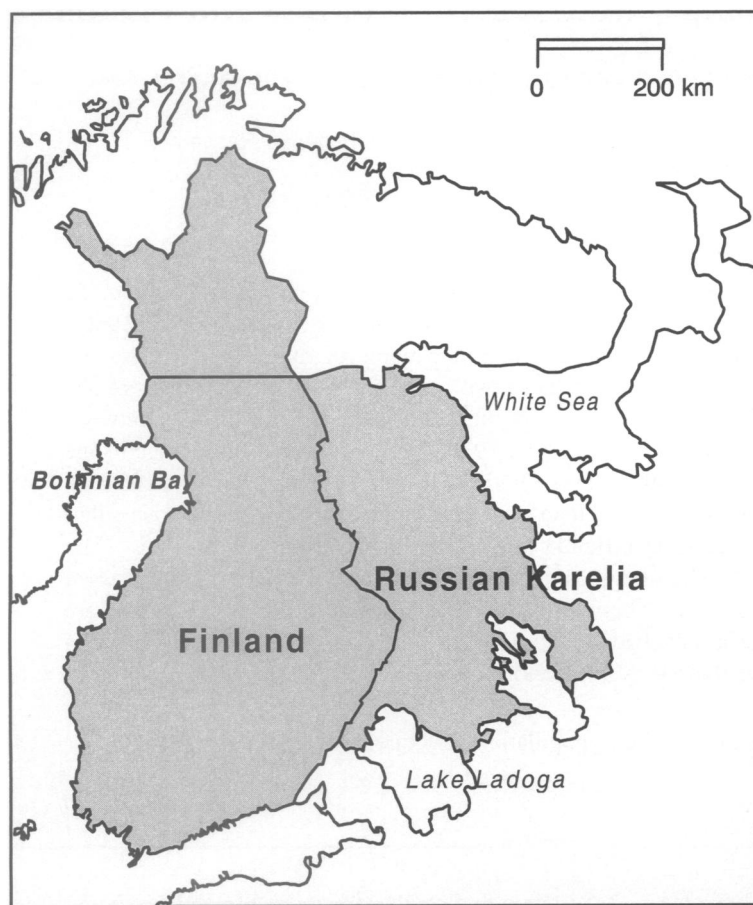 0 200 km
White Sea
Bothnian Bay
Russian Karelia
Finland
Lake Ladoga